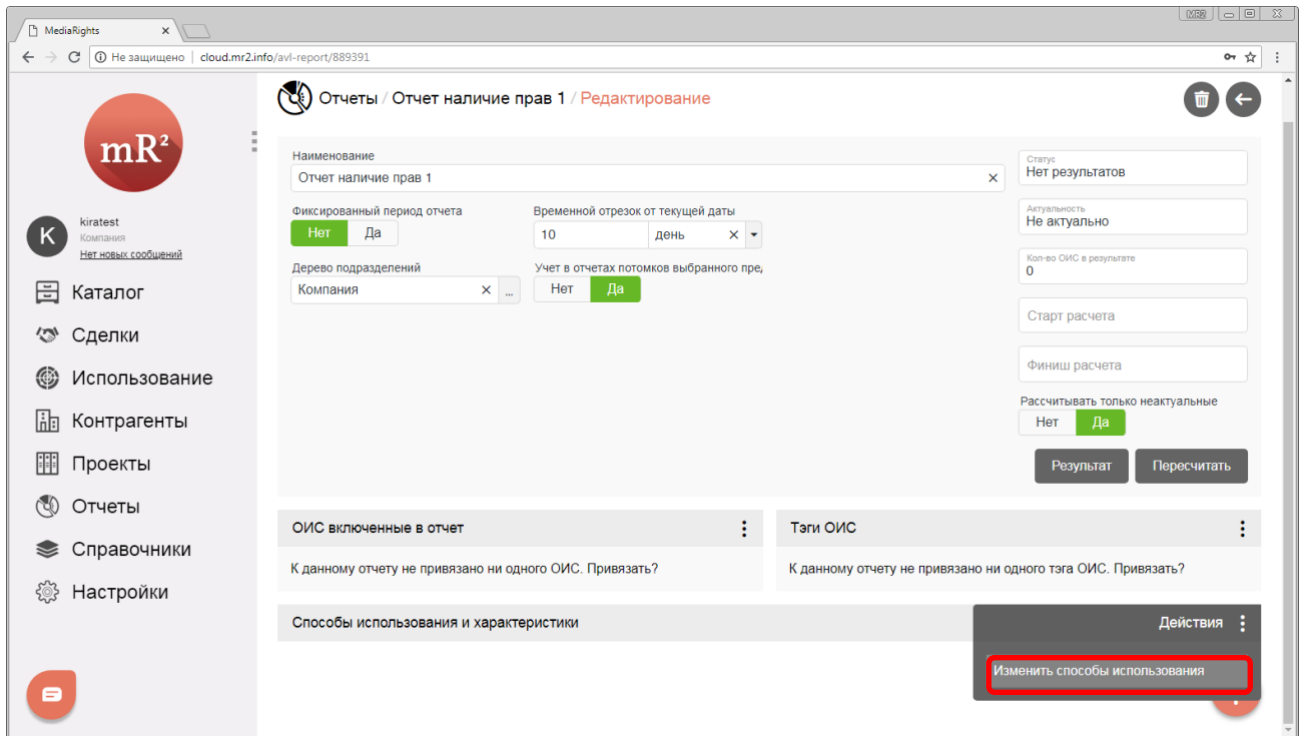 MR2
MediaRights
Не защищено | cloud.mr2.info/avl-report/889391
mR²
K
kiratest
Компания
Нет новых сообщений
Каталог
Сделки
Использование
Контрагенты
Проекты
Отчеты
Справочники
Настройки
Отчеты / Отчет наличие прав 1 / Редактирование
Наименование
Отчет наличие прав 1
Фиксированный период отчета
Нет Да
Временной отрезок от текущей даты
10 день
Дерево подразделений
Компания ...
Учет в отчетах потомков выбранного пред
Нет Да
Статус
Нет результатов
Актуальность
Не актуально
Кол-во ОИС в результате
0
Старт расчета
Финиш расчета
Рассчитывать только неактуальные
Нет Да
Результат Пересчитать
ОИС включенные в отчет
К данному отчету не привязано ни одного ОИС. Привязать?
Тэги ОИС
К данному отчету не привязано ни одного тэга ОИС. Привязать?
Способы использования и характеристики
Действия
Изменить способы использования